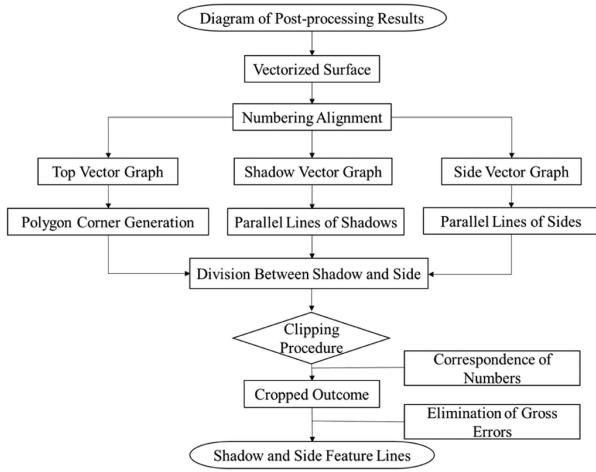 Diagram of Post-processing Results
Vectorized Surface
Numbering Alignment
Top Vector Graph
Shadow Vector Graph
Side Vector Graph
Polygon Corner Generation
Parallel Lines of Shadows
Parallel Lines of Sides
Division Between Shadow and Side
Clipping
Procedure
Correspondence of
Numbers
Cropped Outcome
Elimination of Gross
Errors
Shadow and Side Feature Lines